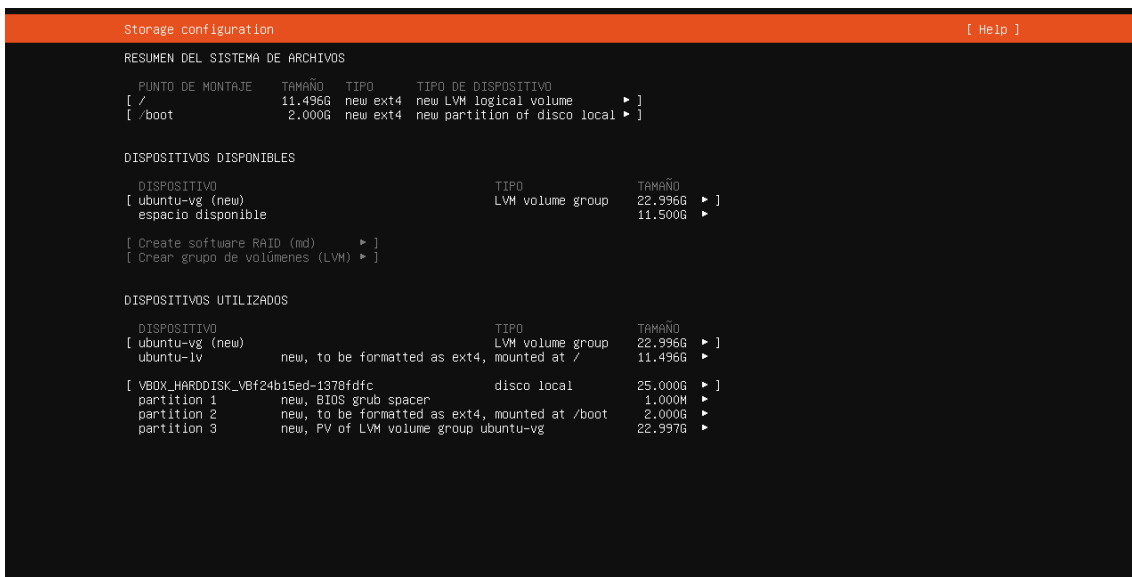 Storage configuration [ Help ]
RESUMEN DEL SISTEMA DE ARCHIVOS
PUNTO DE MONTAJE TAMAÑO TIPO TIPO DE DISPOSITIVO
[ / 11.496G new ext4 new LVM logical volume ▸ ]
[ /boot 2.000G new ext4 new partition of disco local ▸ ]
DISPOSITIVOS DISPONIBLES
DISPOSITIVO TIPO TAMAÑO
[ ubuntu-vg (new) LVM volume group 22.996G ▸ ]
espacio disponible 11.500G ▸
[ Create software RAID (md) ▸ ]
[ Crear grupo de volúmenes (LVM) ▸ ]
DISPOSITIVOS UTILIZADOS
DISPOSITIVO TIPO TAMAÑO
[ ubuntu-vg (new) LVM volume group 22.996G ▸ ]
ubuntu-lv new, to be formatted as ext4, mounted at / 11.496G ▸
[ VBOX_HARDDISK_VBf24b15ed-1378fdfc disco local 25.000G ▸ ]
partition 1 new, BIOS grub spacer 1.000M ▸
partition 2 new, to be formatted as ext4, mounted at /boot 2.000G ▸
partition 3 new, PV of LVM volume group ubuntu-vg 22.997G ▸